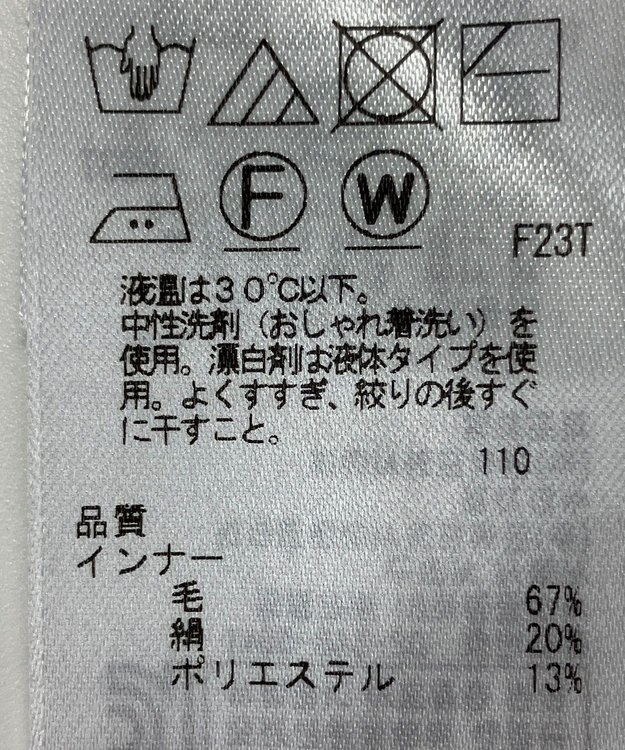 F W F23T
液温は30℃以下。
中性洗剤（おしゃれ着洗い）を
使用。漂白剤は液体タイプを使
用。よくすすぎ、絞りの後すぐ
に干すこと。
110
品質
インナー
毛 67%
絹 20%
ポリエステル 13%